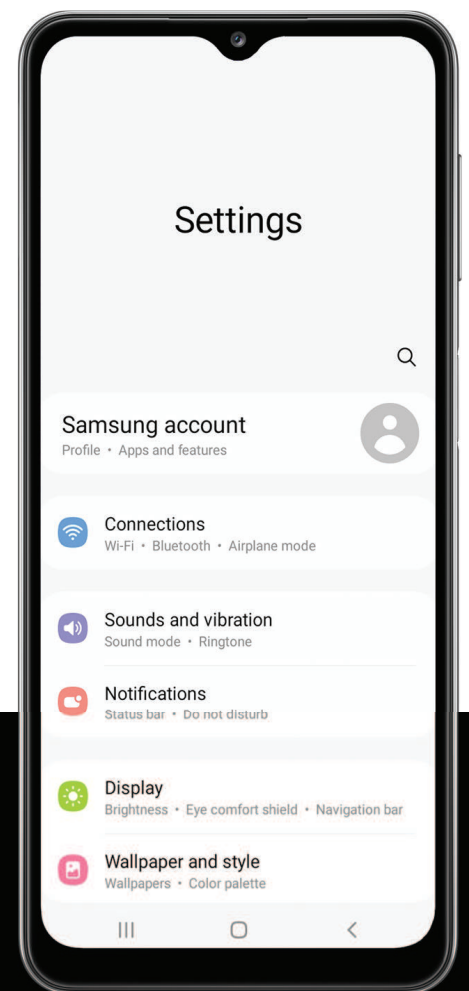 Settings
Samsung account
Profile • Apps and features
Connections
Wi-Fi • Bluetooth • Airplane mode
Sounds and vibration
Sound mode • Ringtone
Notifications
Status bar • Do not disturb
Display
Brightness • Eye comfort shield • Navigation bar
Wallpaper and style
Wallpapers • Color palette